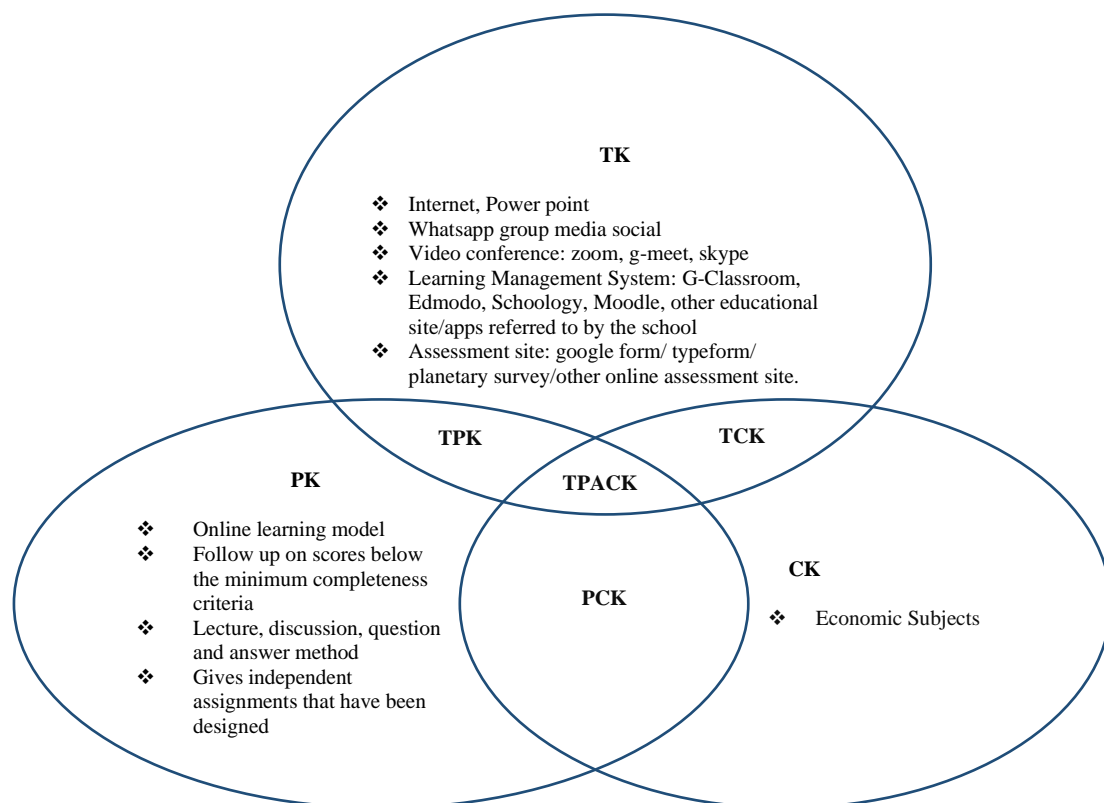 TK
❖ Internet, Power point
❖ Whatsapp group media social
❖ Video conference: zoom, g-meet, skype
❖ Learning Management System: G-Classroom,
Edmodo, Schoology, Moodle, other educational
site/apps referred to by the school
❖ Assessment site: google form/ typeform/
planetary survey/other online assessment site.
TPK
TCK
TPACK
PK
❖ Online learning model
❖ Follow up on scores below
the minimum completeness
criteria
❖ Lecture, discussion, question
and answer method
❖ Gives independent
assignments that have been
designed
PCK
CK
❖ Economic Subjects